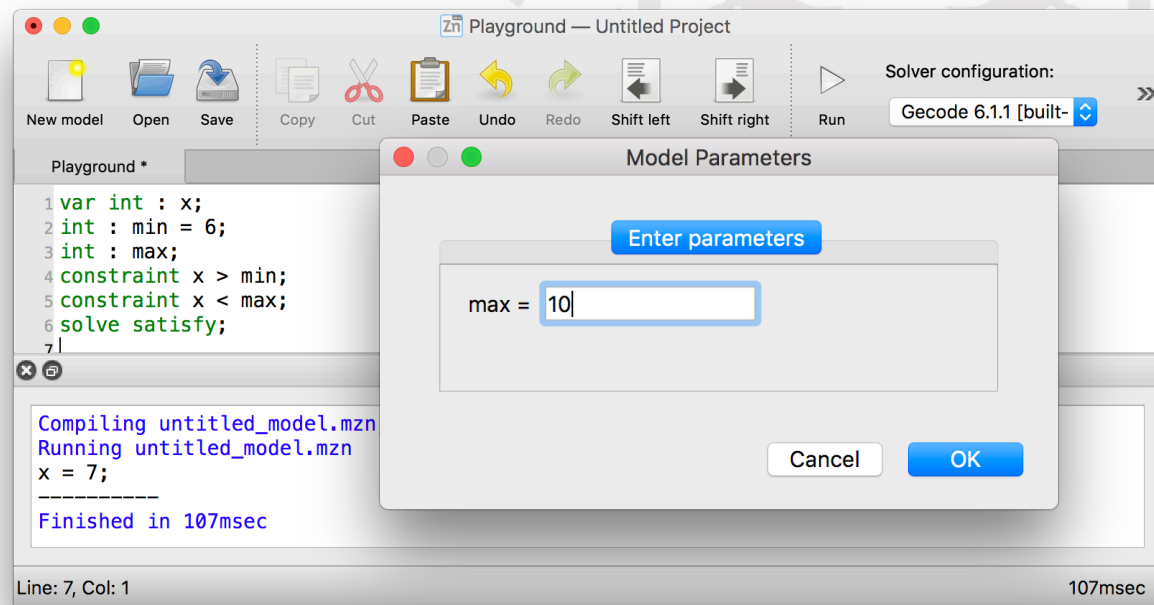 Zn Playground — Untitled Project
New model Open Save Copy Cut Paste Undo Redo Shift left Shift right Run
Solver configuration:
Gecode 6.1.1 [built-
»
Playground *
1 var int : x;
2 int : min = 6;
3 int : max;
4 constraint x > min;
5 constraint x < max;
6 solve satisfy;
7
Model Parameters
Enter parameters
max = 10
Cancel OK
Compiling untitled_model.mzn
Running untitled_model.mzn
x = 7;
----------
Finished in 107msec
Line: 7, Col: 1
107msec